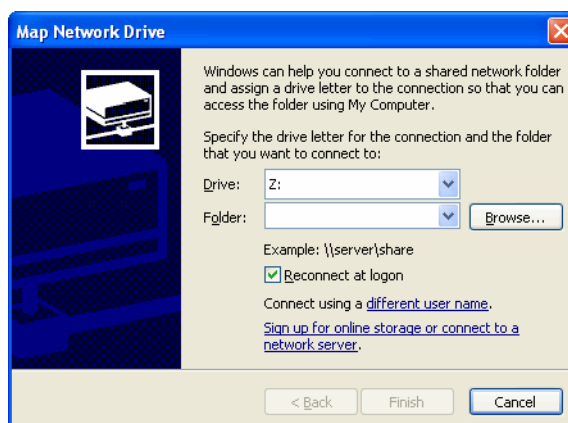 Map Network Drive
Windows can help you connect to a shared network folder
and assign a drive letter to the connection so that you can
access the folder using My Computer.
Specify the drive letter for the connection and the folder
that you want to connect to:
Drive: Z:
Folder: Browse...
Example: \\server\share
Reconnect at logon
Connect using a different user name.
Sign up for online storage or connect to a
network server.
< Back Finish Cancel